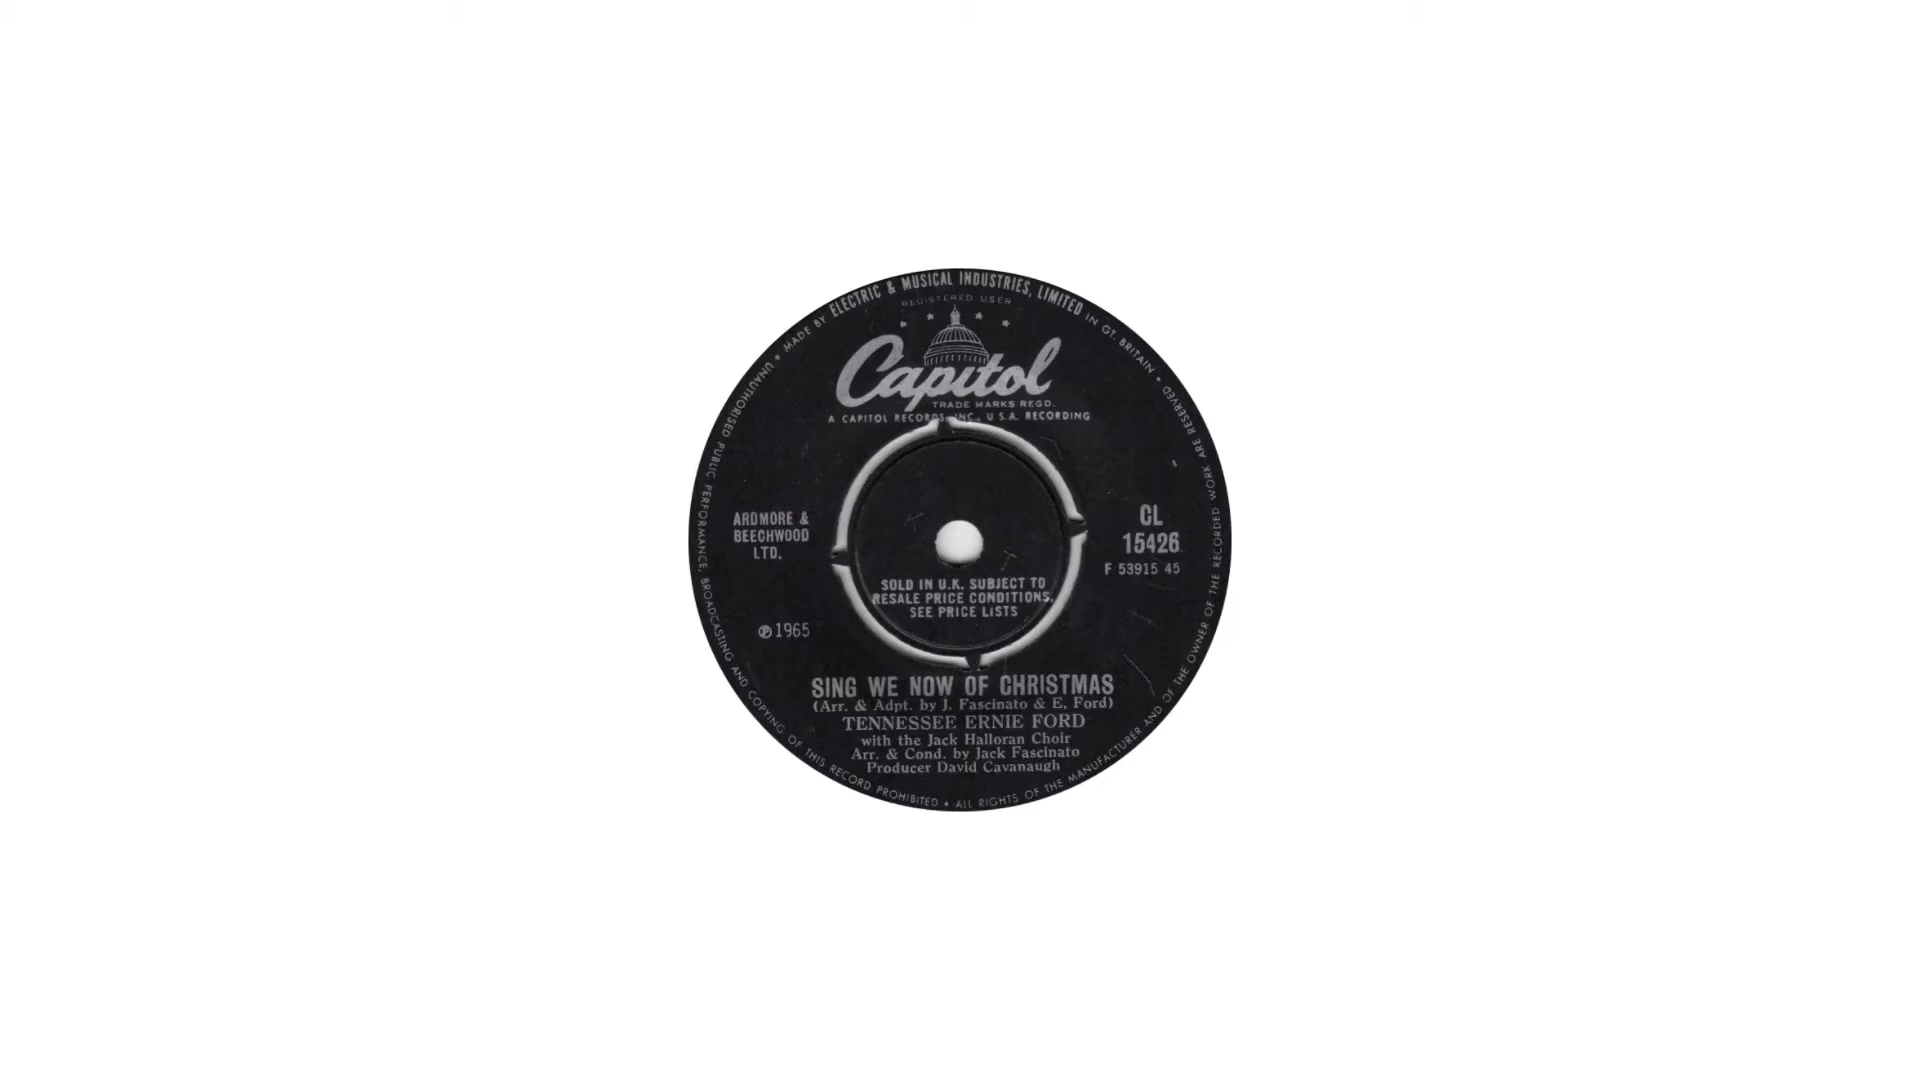 MADE BY ELECTRIC & MUSICAL INDUSTRIES, LIMITED IN GT. BRITAIN • ALL RIGHTS OF THE MANUFACTURER AND OF THE OWNER OF THE RECORDED WORK ARE RESERVED
UNAUTHORISED PUBLIC PERFORMANCE, BROADCASTING AND COPYING OF THIS RECORD PROHIBITED •
REGISTERED USER
Capitol
TRADE MARKS REGD.
A CAPITOL RECORDS, INC., U.S.A. RECORDING
ARDMORE &
BEECHWOOD
LTD.
CL
15426
F 53915 45
SOLD IN U.K. SUBJECT TO
RESALE PRICE CONDITIONS,
SEE PRICE LISTS
℗ 1965
SING WE NOW OF CHRISTMAS
(Arr. & Adpt. by J. Fascinato & E. Ford)
TENNESSEE ERNIE FORD
with the Jack Halloran Choir
Arr. & Cond. by Jack Fascinato
Producer David Cavanaugh